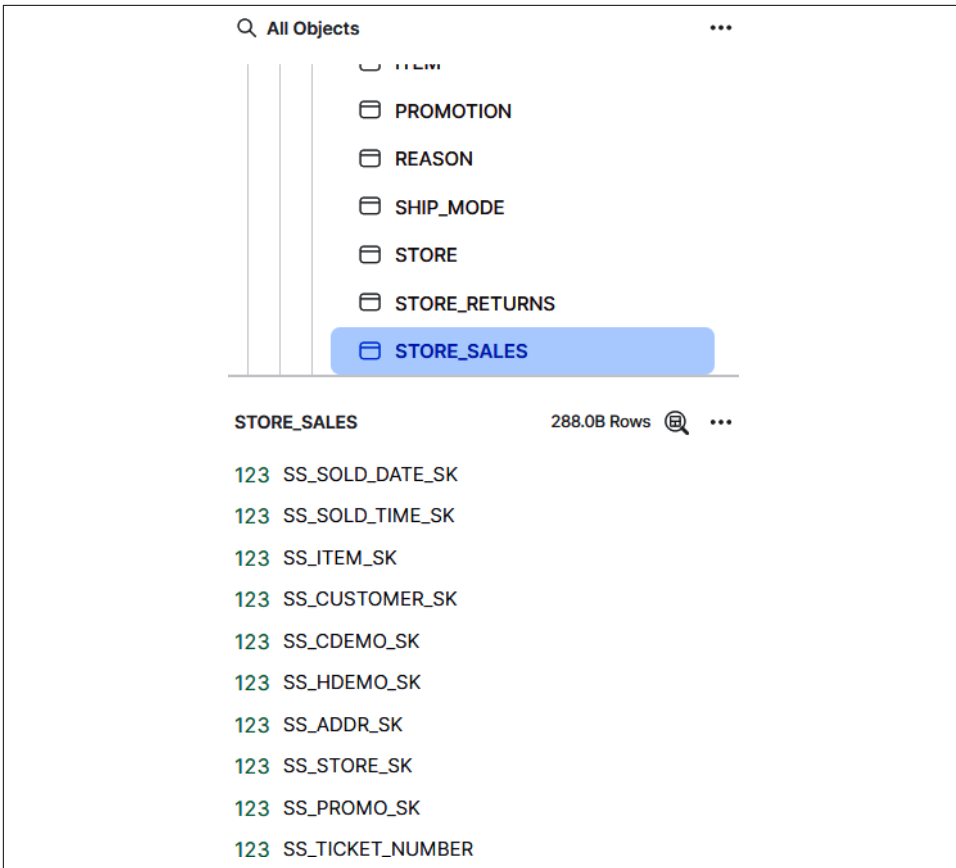 All Objects
ITEM
PROMOTION
REASON
SHIP_MODE
STORE
STORE_RETURNS
STORE_SALES
STORE_SALES 288.0B Rows
123 SS_SOLD_DATE_SK
123 SS_SOLD_TIME_SK
123 SS_ITEM_SK
123 SS_CUSTOMER_SK
123 SS_CDEMO_SK
123 SS_HDEMO_SK
123 SS_ADDR_SK
123 SS_STORE_SK
123 SS_PROMO_SK
123 SS_TICKET_NUMBER